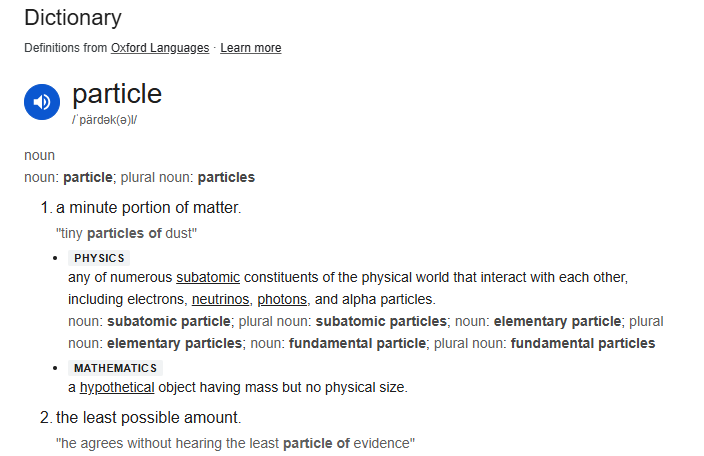 Dictionary
Definitions from Oxford Languages · Learn more
particle
/ˈpärdək(ə)l/
noun
noun: particle; plural noun: particles
1. a minute portion of matter.
"tiny particles of dust"
• PHYSICS
any of numerous subatomic constituents of the physical world that interact with each other,
including electrons, neutrinos, photons, and alpha particles.
noun: subatomic particle; plural noun: subatomic particles; noun: elementary particle; plural
noun: elementary particles; noun: fundamental particle; plural noun: fundamental particles
• MATHEMATICS
a hypothetical object having mass but no physical size.
2. the least possible amount.
"he agrees without hearing the least particle of evidence"